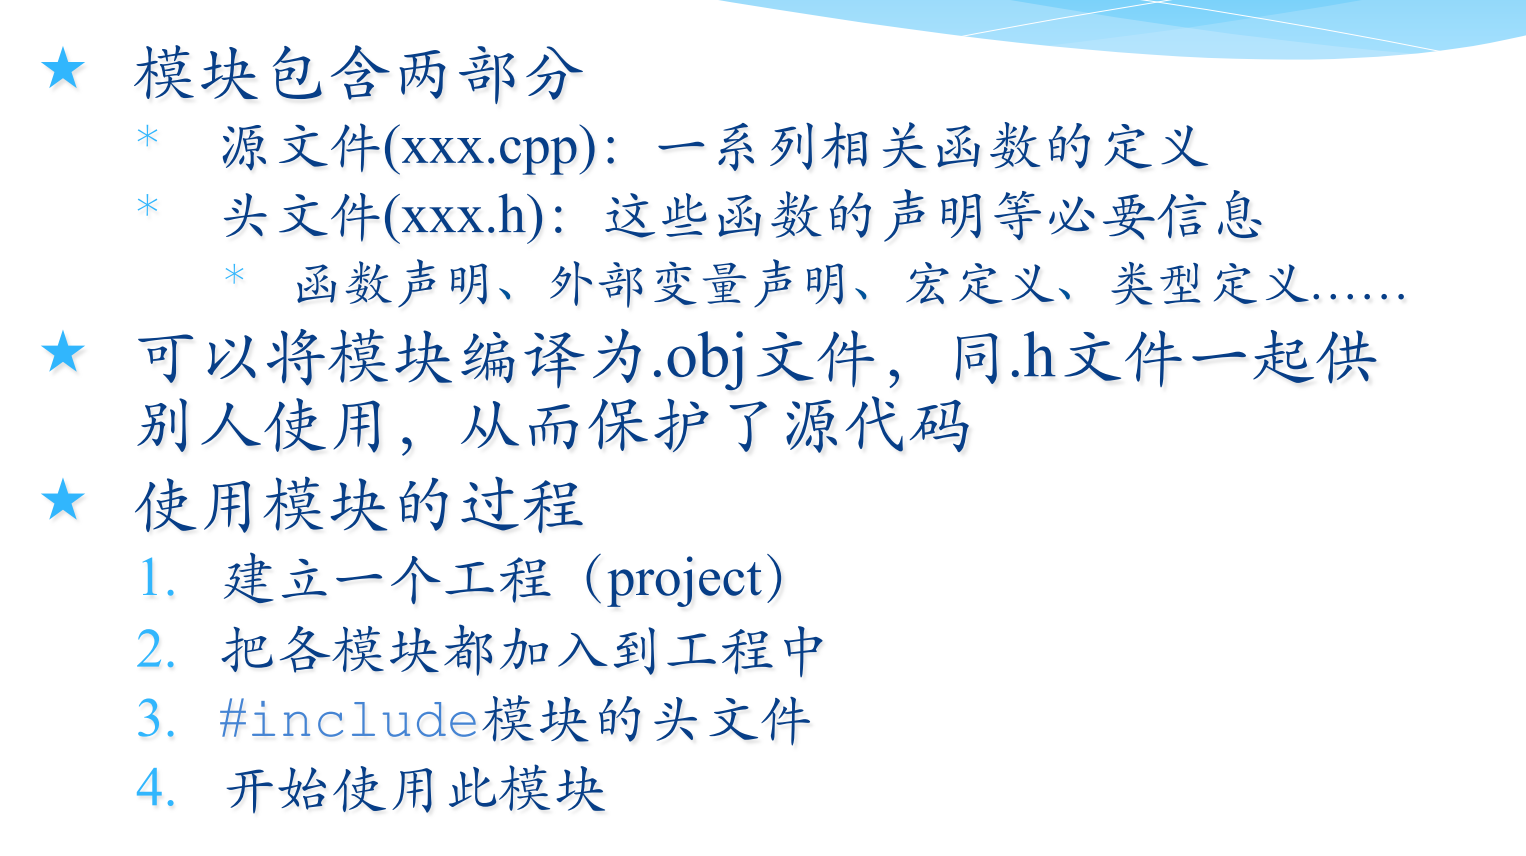 ★ 模块包含两部分
* 源文件(xxx.cpp)：一系列相关函数的定义
* 头文件(xxx.h)：这些函数的声明等必要信息
* 函数声明、外部变量声明、宏定义、类型定义……
★ 可以将模块编译为.obj文件，同.h文件一起供
别人使用，从而保护了源代码
★ 使用模块的过程
1. 建立一个工程（project）
2. 把各模块都加入到工程中
3. #include模块的头文件
4. 开始使用此模块